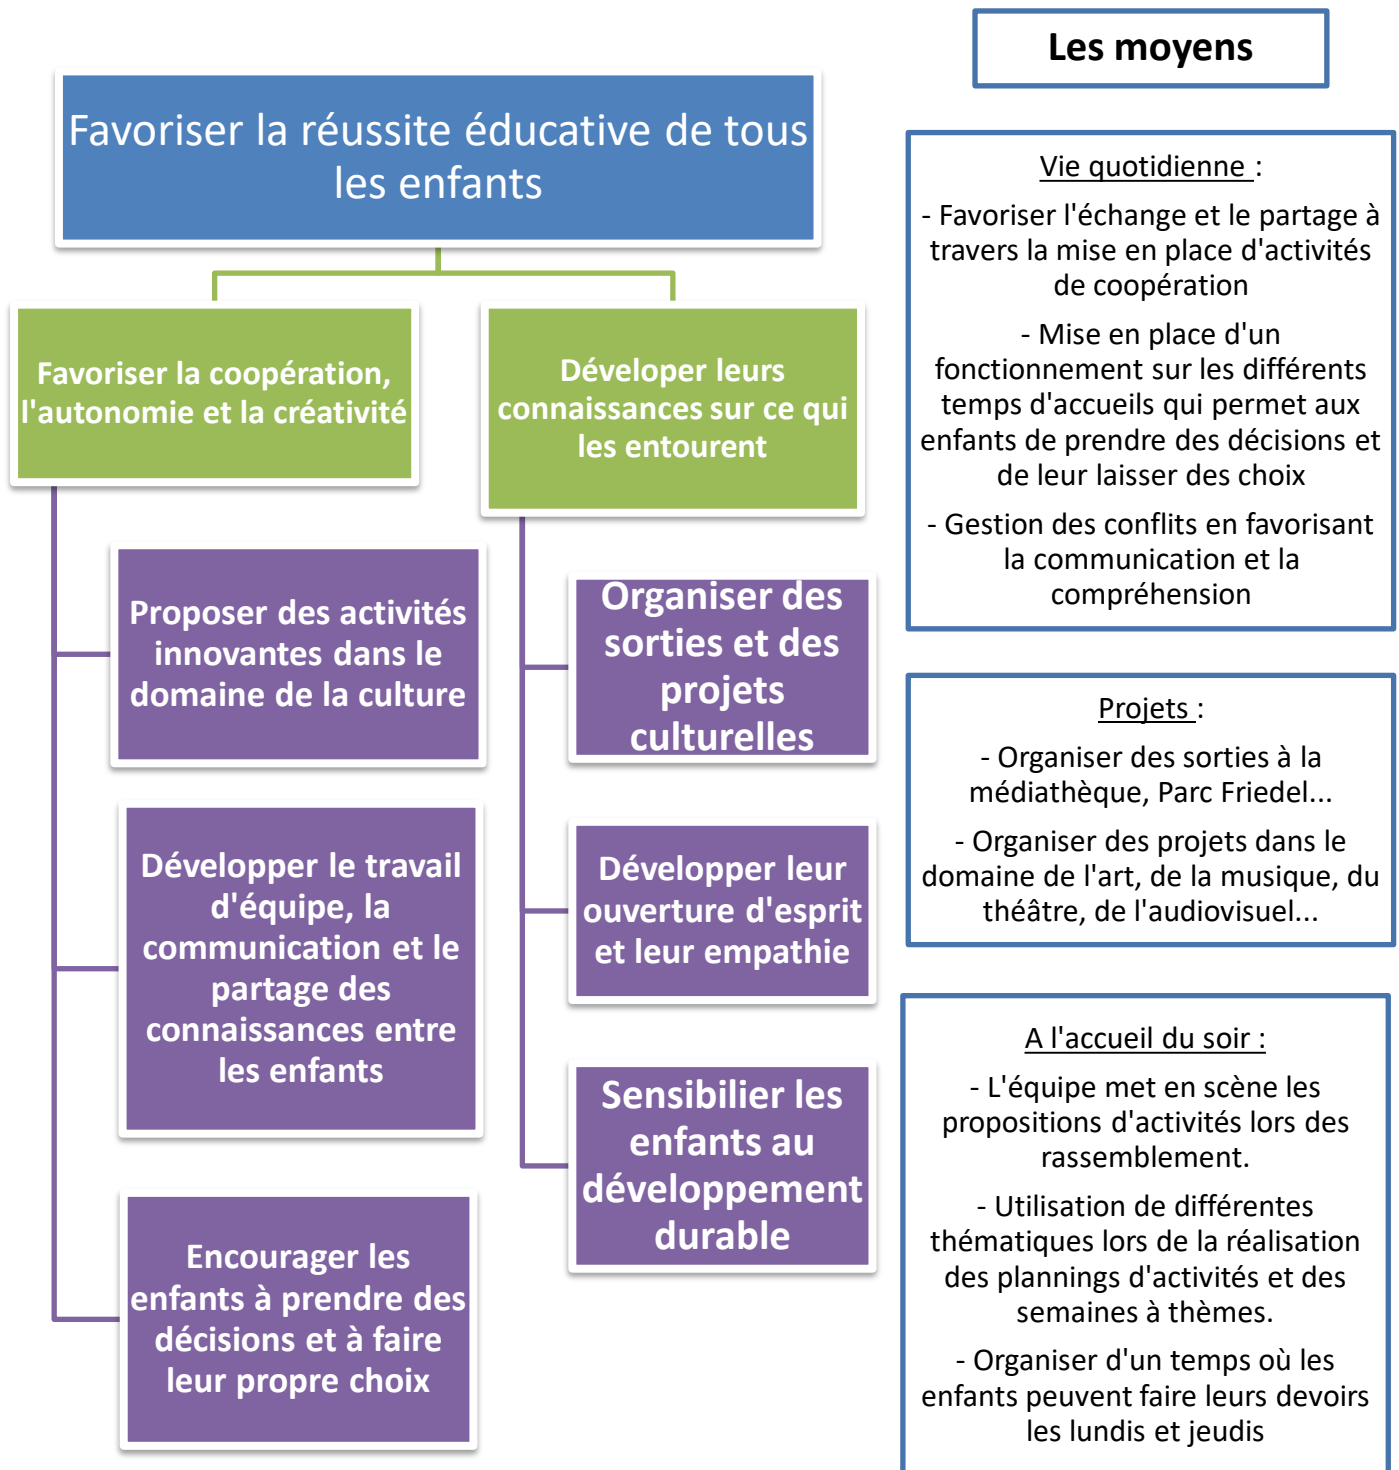 Les moyens
Favoriser la réussite éducative de tous
les enfants
Favoriser la coopération,
l'autonomie et la créativité
Proposer des activités
innovantes dans le
domaine de la culture
Développer le travail
d'équipe, la
communication et le
partage des
connaissances entre
les enfants
Encourager les
enfants à prendre des
décisions et à faire
leur propre choix
Déveloper leurs
connaissances sur ce qui
les entourent
Organiser des
sorties et des
projets
culturelles
Développer leur
ouverture d'esprit
et leur empathie
Sensibilier les
enfants au
développement
durable
Vie quotidienne :
- Favoriser l'échange et le partage à
travers la mise en place d'activités
de coopération
- Mise en place d'un
fonctionnement sur les différents
temps d'accueils qui permet aux
enfants de prendre des décisions et
de leur laisser des choix
- Gestion des conflits en favorisant
la communication et la
compréhension
Projets :
- Organiser des sorties à la
médiathèque, Parc Friedel...
- Organiser des projets dans le
domaine de l'art, de la musique, du
théâtre, de l'audiovisuel...
A l'accueil du soir :
- L'équipe met en scène les
propositions d'activités lors des
rassemblement.
- Utilisation de différentes
thématiques lors de la réalisation
des plannings d'activités et des
semaines à thèmes.
- Organiser d'un temps où les
enfants peuvent faire leurs devoirs
les lundis et jeudis